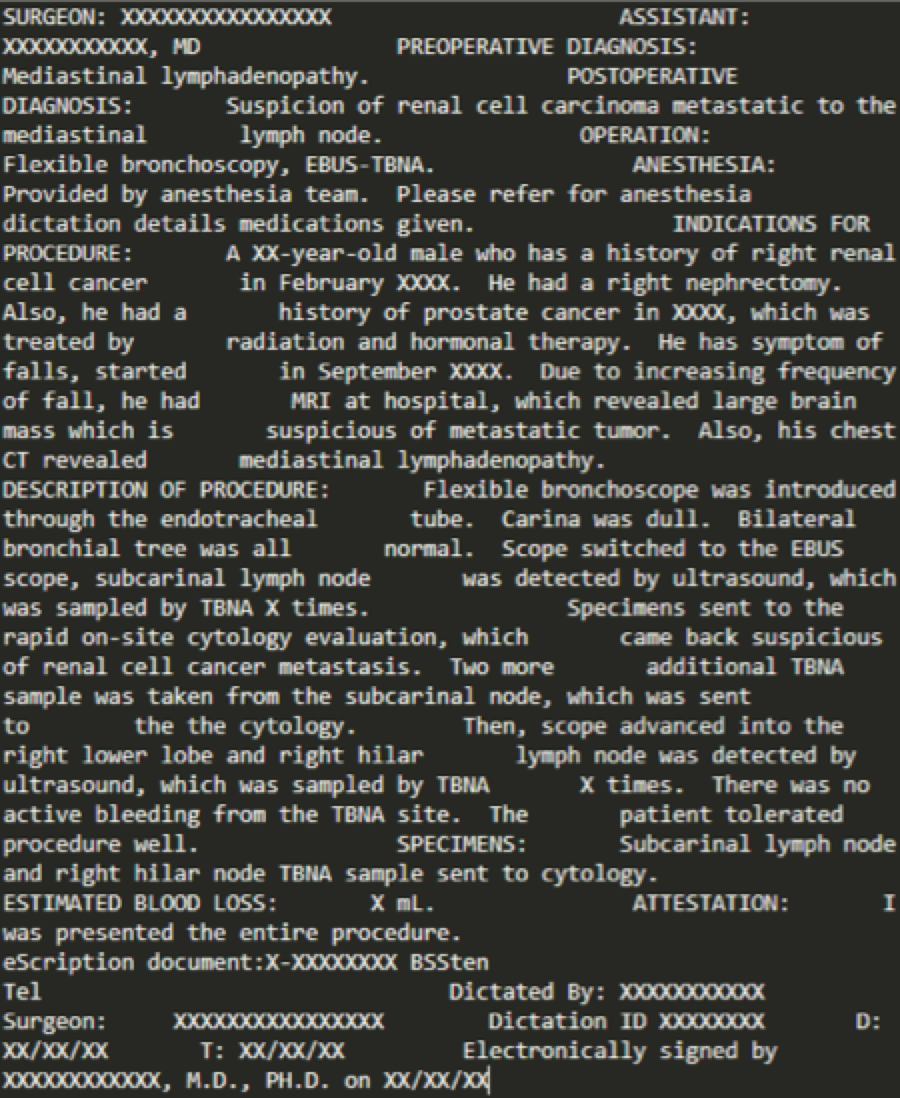 SURGEON: XXXXXXXXXXXXXXXX ASSISTANT:
XXXXXXXXXXX, MD PREOPERATIVE DIAGNOSIS:
Mediastinal lymphadenopathy. POSTOPERATIVE
DIAGNOSIS: Suspicion of renal cell carcinoma metastatic to the
mediastinal lymph node. OPERATION:
Flexible bronchoscopy, EBUS-TBNA. ANESTHESIA:
Provided by anesthesia team. Please refer for anesthesia
dictation details medications given. INDICATIONS FOR
PROCEDURE: A XX-year-old male who has a history of right renal
cell cancer in February XXXX. He had a right nephrectomy.
Also, he had a history of prostate cancer in XXXX, which was
treated by radiation and hormonal therapy. He has symptom of
falls, started in September XXXX. Due to increasing frequency
of fall, he had MRI at hospital, which revealed large brain
mass which is suspicious of metastatic tumor. Also, his chest
CT revealed mediastinal lymphadenopathy.
DESCRIPTION OF PROCEDURE: Flexible bronchoscope was introduced
through the endotracheal tube. Carina was dull. Bilateral
bronchial tree was all normal. Scope switched to the EBUS
scope, subcarinal lymph node was detected by ultrasound, which
was sampled by TBNA X times. Specimens sent to the
rapid on-site cytology evaluation, which came back suspicious
of renal cell cancer metastasis. Two more additional TBNA
sample was taken from the subcarinal node, which was sent
to the the cytology. Then, scope advanced into the
right lower lobe and right hilar lymph node was detected by
ultrasound, which was sampled by TBNA X times. There was no
active bleeding from the TBNA site. The patient tolerated
procedure well. SPECIMENS: Subcarinal lymph node
and right hilar node TBNA sample sent to cytology.
ESTIMATED BLOOD LOSS: X mL. ATTESTATION: I
was presented the entire procedure.
eScription document:X-XXXXXXXX BSSten
Tel Dictated By: XXXXXXXXXXX
Surgeon: XXXXXXXXXXXXXXXX Dictation ID XXXXXXXX D:
XX/XX/XX T: XX/XX/XX Electronically signed by
XXXXXXXXXXXX, M.D., PH.D. on XX/XX/XX